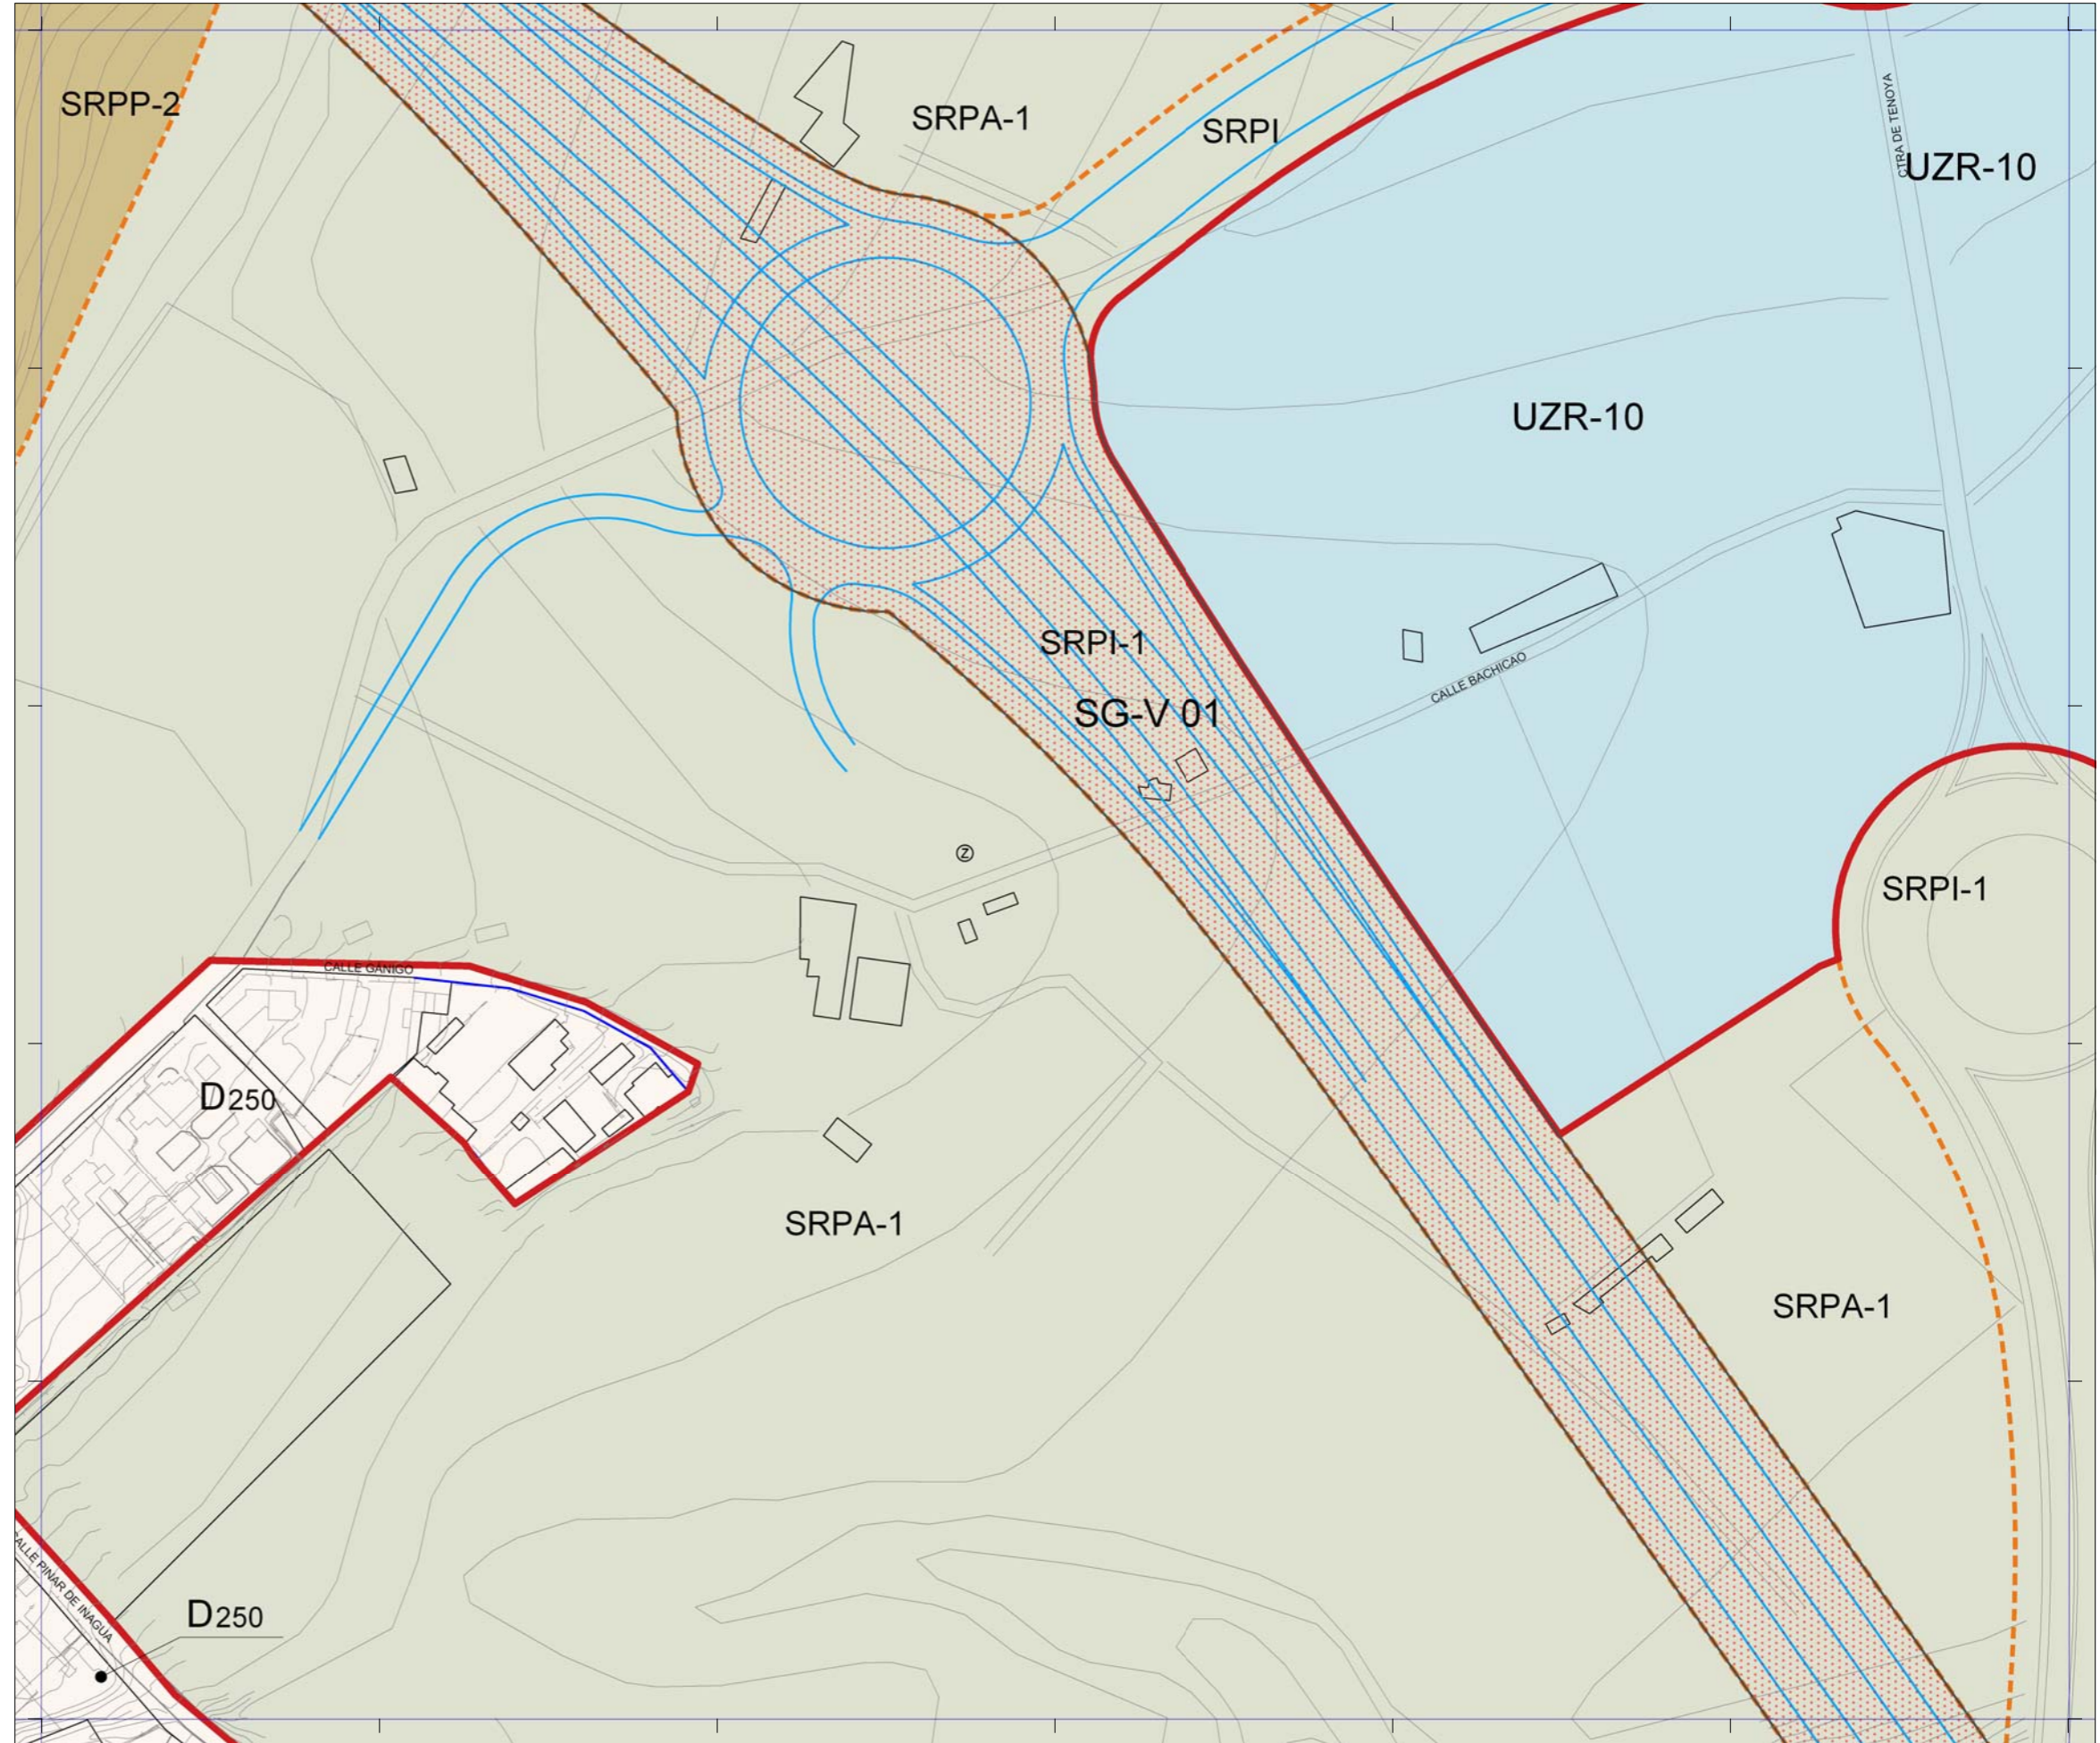 SRPP-2
SRPA-1
SRPI
CTRA DE TENOYA
UZR-10
UZR-10
SRPI-1
CALLE BACHICAO
SG-V 01
Z
SRPI-1
CALLE GÁNIGO
D250
SRPA-1
SRPA-1
CALLE PINAR DE INAGUA
D250